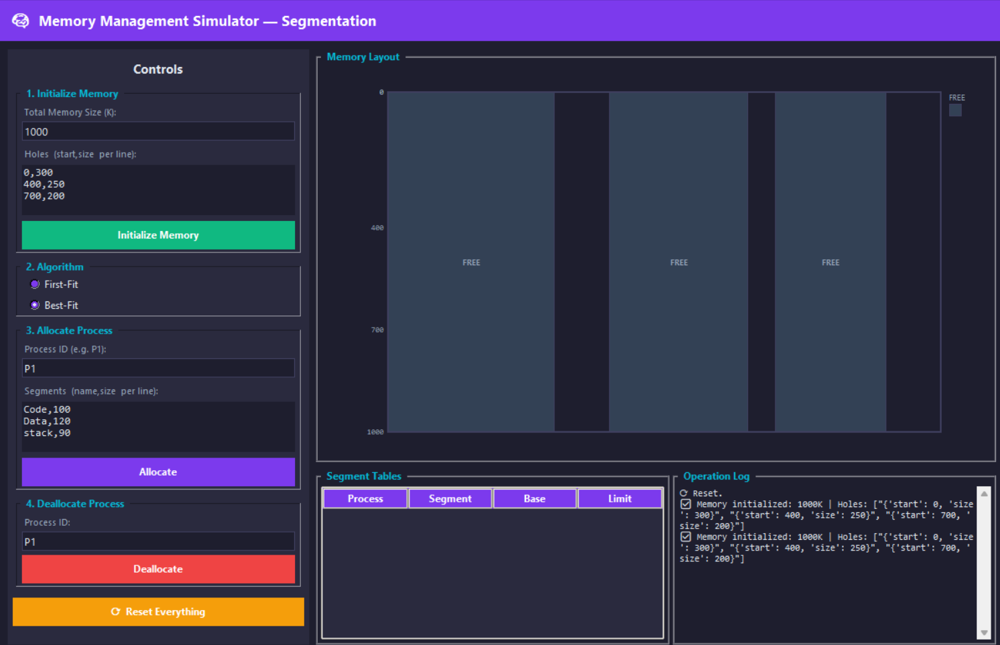 Memory Management Simulator — Segmentation
Controls
1. Initialize Memory
Total Memory Size (K):
1000
Holes (start,size per line):
0,300
400,250
700,200
Initialize Memory
2. Algorithm
First-Fit
Best-Fit
3. Allocate Process
Process ID (e.g. P1):
P1
Segments (name,size per line):
Code,100
Data,120
stack,90
Allocate
4. Deallocate Process
Process ID:
P1
Deallocate
Reset Everything
Memory Layout
0
400
700
1000
FREE
FREE
FREE
FREE
Segment Tables
Process Segment Base Limit
Operation Log
Reset.
Memory initialized: 1000K | Holes: ["{'start': 0, 'size
': 300}", "{'start': 400, 'size': 250}", "{'start': 700, '
size': 200}"]
Memory initialized: 1000K | Holes: ["{'start': 0, 'size
': 300}", "{'start': 400, 'size': 250}", "{'start': 700, '
size': 200}"]